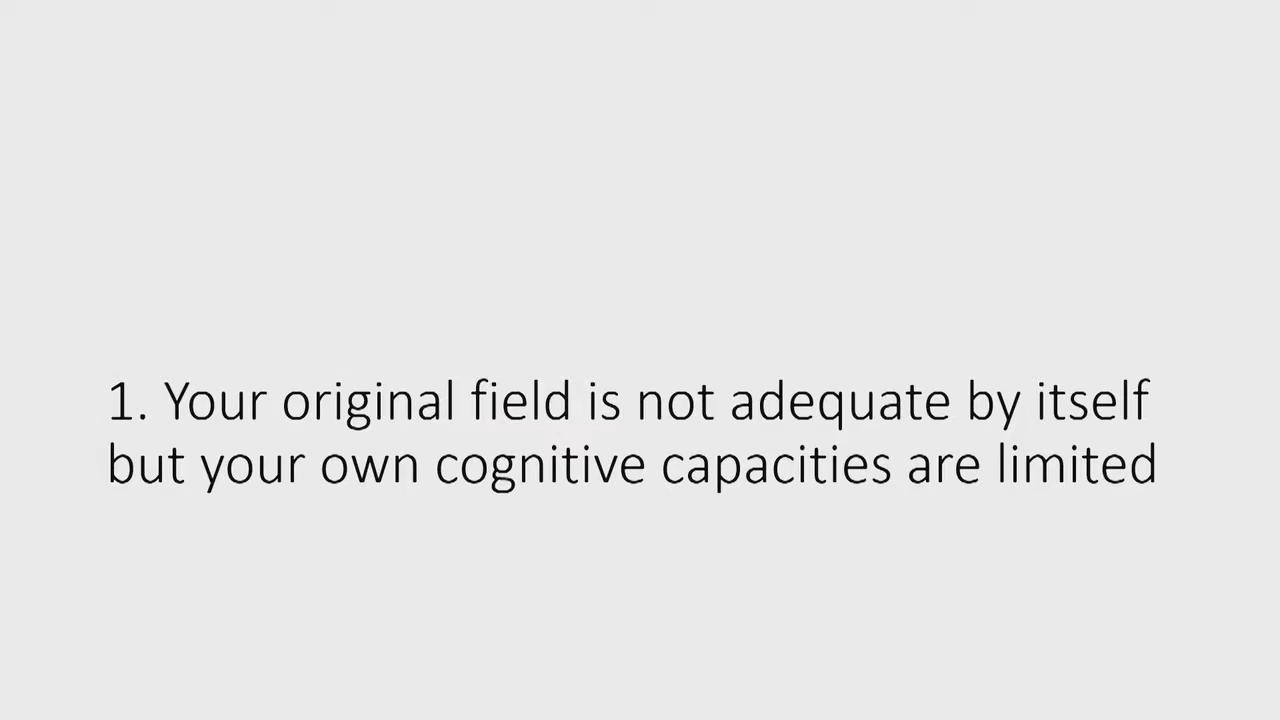 1. Your original field is not adequate by itself
but your own cognitive capacities are limited